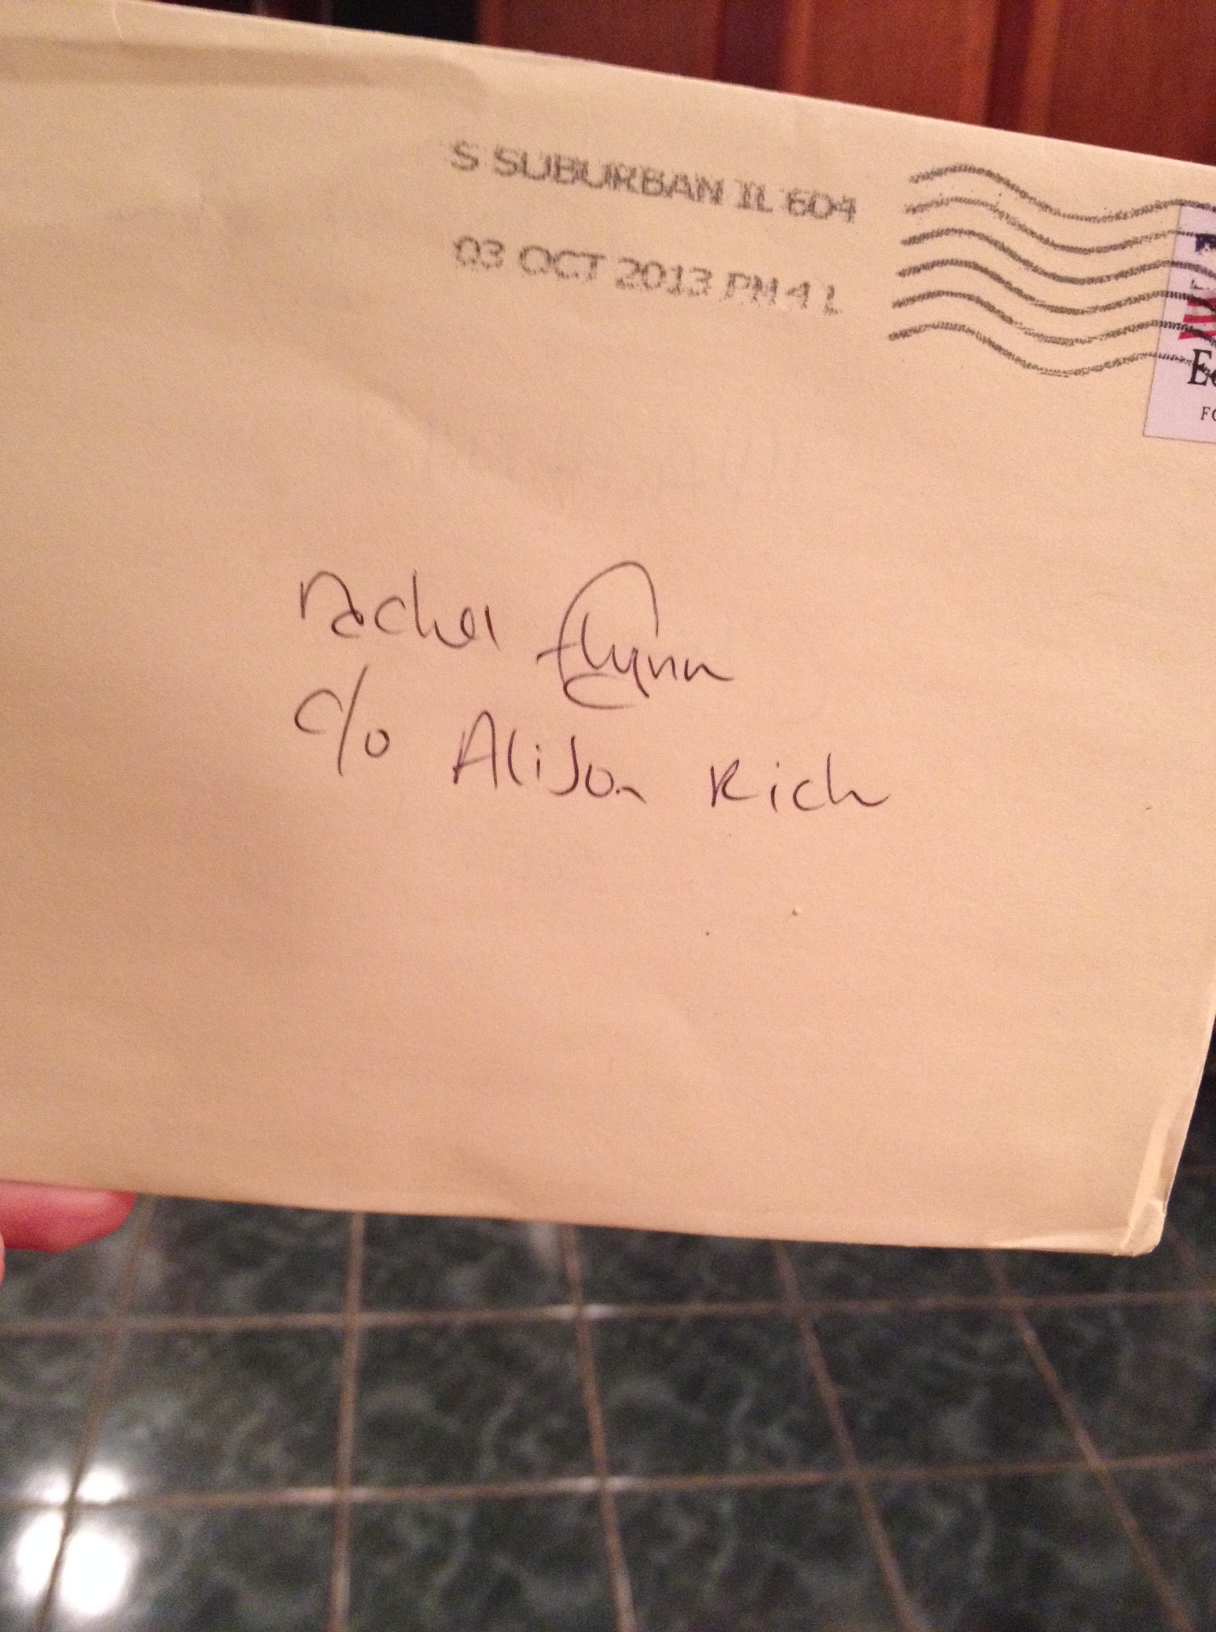 S SUBURBAN IL 604
03 OCT 2013 PM 4 L
Rachel Flynn
c/o Alison Rich